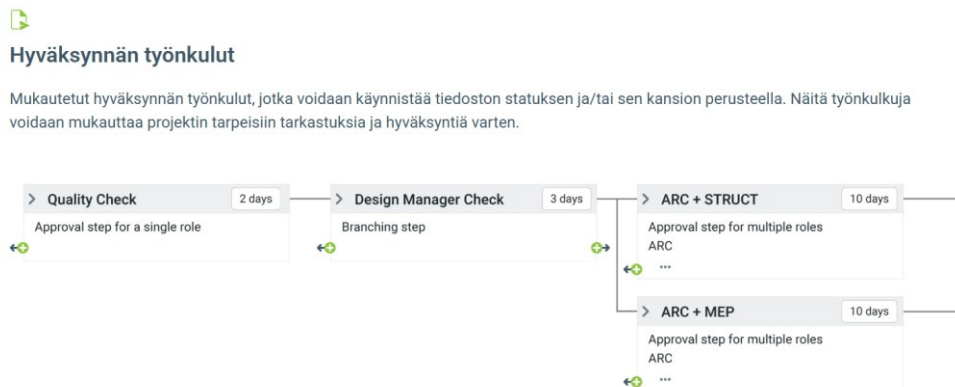 Hyväksynnän työnkulut
Mukautetut hyväksynnän työnkulut, jotka voidaan käynnistää tiedoston statuksen ja/tai sen kansion perusteella. Näitä työnkulkuja
voidaan mukauttaa projektin tarpeisiin tarkastuksia ja hyväksyntiä varten.
Quality Check 2 days
Approval step for a single role
Design Manager Check 3 days
Branching step
ARC + STRUCT 10 days
Approval step for multiple roles
ARC
...
ARC + MEP 10 days
Approval step for multiple roles
ARC
...